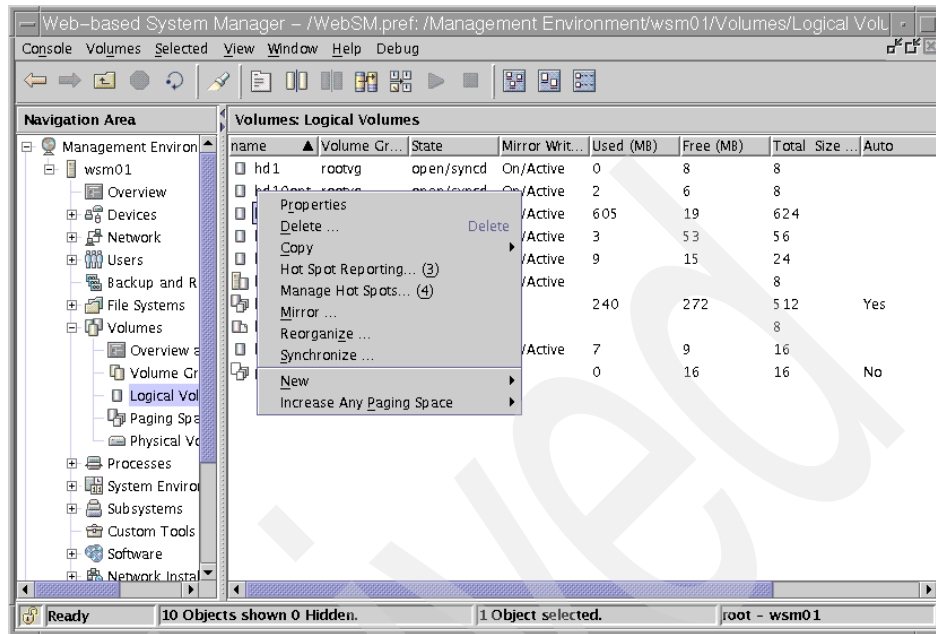 Web-based System Manager - /WebSM.pref: /Management Environment/wsm01/Volumes/Logical Volu
Console Volumes Selected View Window Help Debug
Navigation Area
Volumes: Logical Volumes
Management Environ
wsm01
Overview
Devices
Network
Users
Backup and R
File Systems
Volumes
Overview a
Volume Gr
Logical Vol
Paging Spa
Physical Vo
Processes
System Enviro
Subsystems
Custom Tools
Software
Network Instal
name Volume Gr... State Mirror Writ... Used (MB) Free (MB) Total Size ... Auto
hd1 rootvg open/syncd On/Active 0 8 8
hd10opt rootvg open/syncd On/Active 2 6 8
/Active 605 19 624
/Active 3 53 56
/Active 9 15 24
/Active 8
240 272 512 Yes
8
/Active 7 9 16
0 16 16 No
Properties
Delete ... Delete
Copy
Hot Spot Reporting... (3)
Manage Hot Spots... (4)
Mirror ...
Reorganize ...
Synchronize ...
New
Increase Any Paging Space
Ready 10 Objects shown 0 Hidden. 1 Object selected. root - wsm01